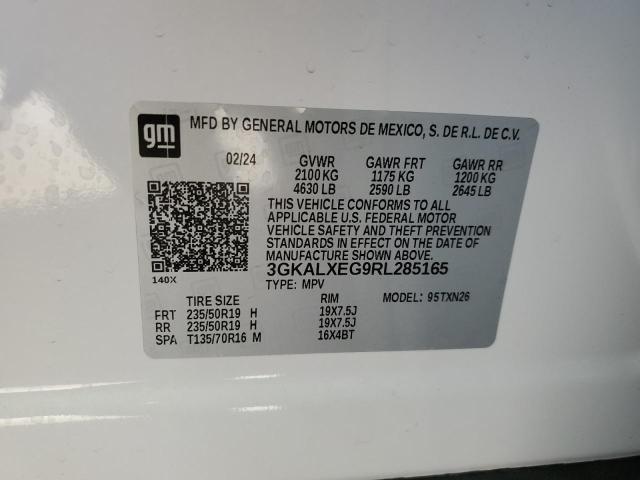 gm
MFD BY GENERAL MOTORS DE MEXICO, S. DE R.L. DE C.V.
02/24 GVWR GAWR FRT GAWR RR
2100 KG 1175 KG 1200 KG
4630 LB 2590 LB 2645 LB
THIS VEHICLE CONFORMS TO ALL
APPLICABLE U.S. FEDERAL MOTOR
VEHICLE SAFETY AND THEFT PREVENTION
STANDARDS IN EFFECT ON THE DATE
OF MANUFACTURE SHOWN ABOVE.
3GKALXEG9RL285165
140X
TYPE: MPV
TIRE SIZE RIM MODEL: 95TXN26
FRT 235/50R19 H 19X7.5J
RR 235/50R19 H 19X7.5J
SPA T135/70R16 M 16X4BT